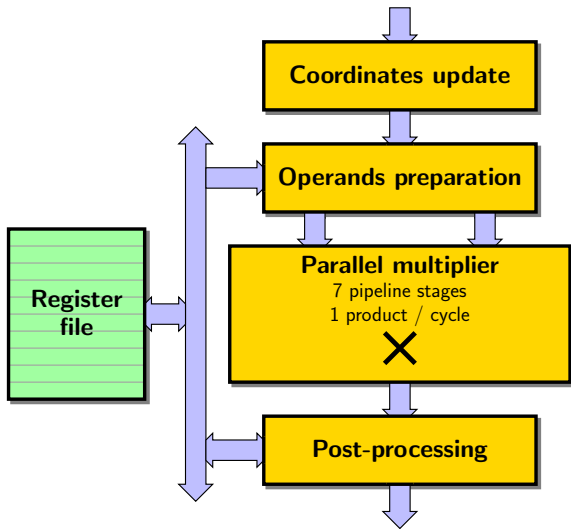 Coordinates update
Operands preparation
Parallel multiplier
7 pipeline stages
1 product / cycle
Register
file
Post-processing